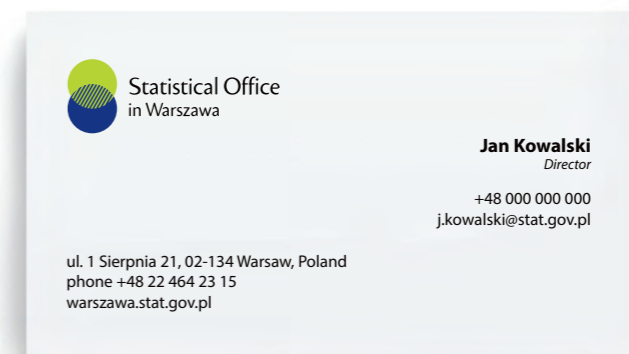 Statistical Office
in Warszawa
Jan Kowalski
Director
+48 000 000 000
j.kowalski@stat.gov.pl
ul. 1 Sierpnia 21, 02-134 Warsaw, Poland
phone +48 22 464 23 15
warszawa.stat.gov.pl